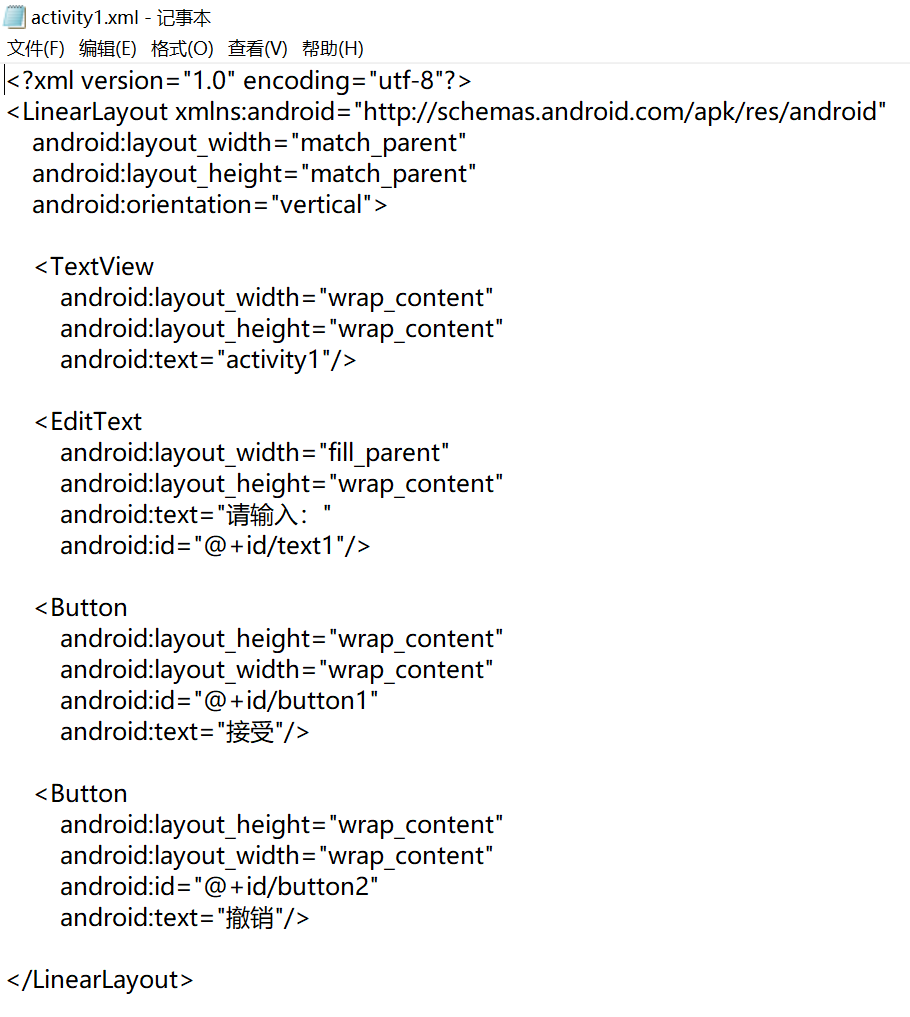 activity1.xml - 记事本
文件(F) 编辑(E) 格式(O) 查看(V) 帮助(H)
<?xml version="1.0" encoding="utf-8"?>
<LinearLayout xmlns:android="http://schemas.android.com/apk/res/android"
    android:layout_width="match_parent"
    android:layout_height="match_parent"
    android:orientation="vertical">

    <TextView
        android:layout_width="wrap_content"
        android:layout_height="wrap_content"
        android:text="activity1"/>

    <EditText
        android:layout_width="fill_parent"
        android:layout_height="wrap_content"
        android:text="请输入："
        android:id="@+id/text1"/>

    <Button
        android:layout_height="wrap_content"
        android:layout_width="wrap_content"
        android:id="@+id/button1"
        android:text="接受"/>

    <Button
        android:layout_height="wrap_content"
        android:layout_width="wrap_content"
        android:id="@+id/button2"
        android:text="撤销"/>

</LinearLayout>